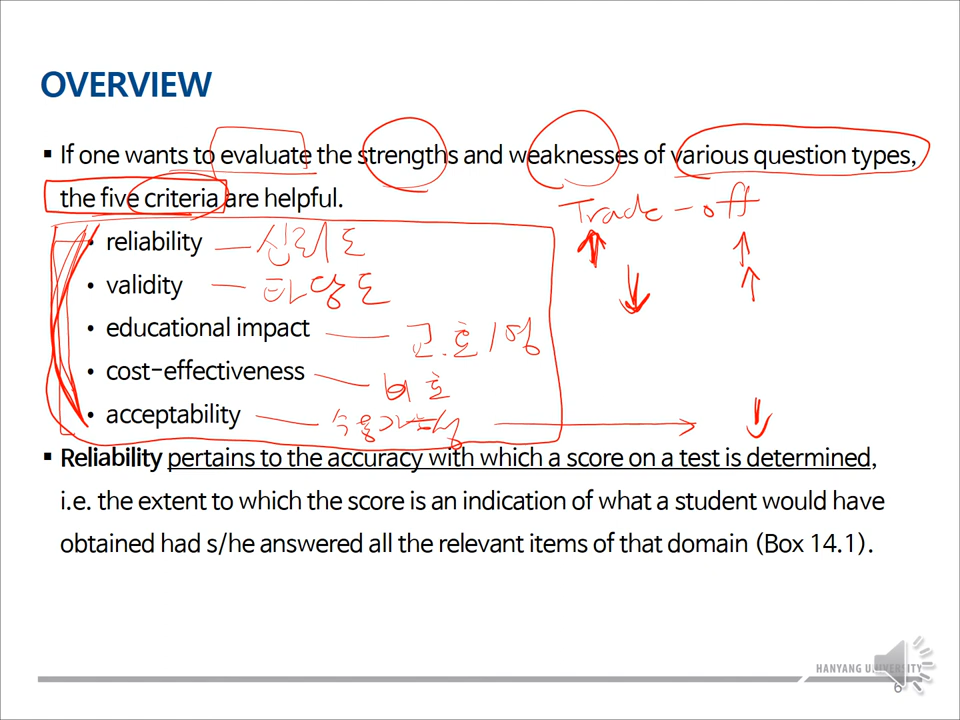 OVERVIEW
▪ If one wants to evaluate the strengths and weaknesses of various question types,
the five criteria are helpful.
Trade-off
• reliability — 신뢰도
• validity — 타당도
• educational impact —
• cost-effectiveness — 비효
• acceptability — 수용가능성
▪ Reliability pertains to the accuracy with which a score on a test is determined,
i.e. the extent to which the score is an indication of what a student would have
obtained had s/he answered all the relevant items of that domain (Box 14.1).
HANYANG UNIVERSITY
6